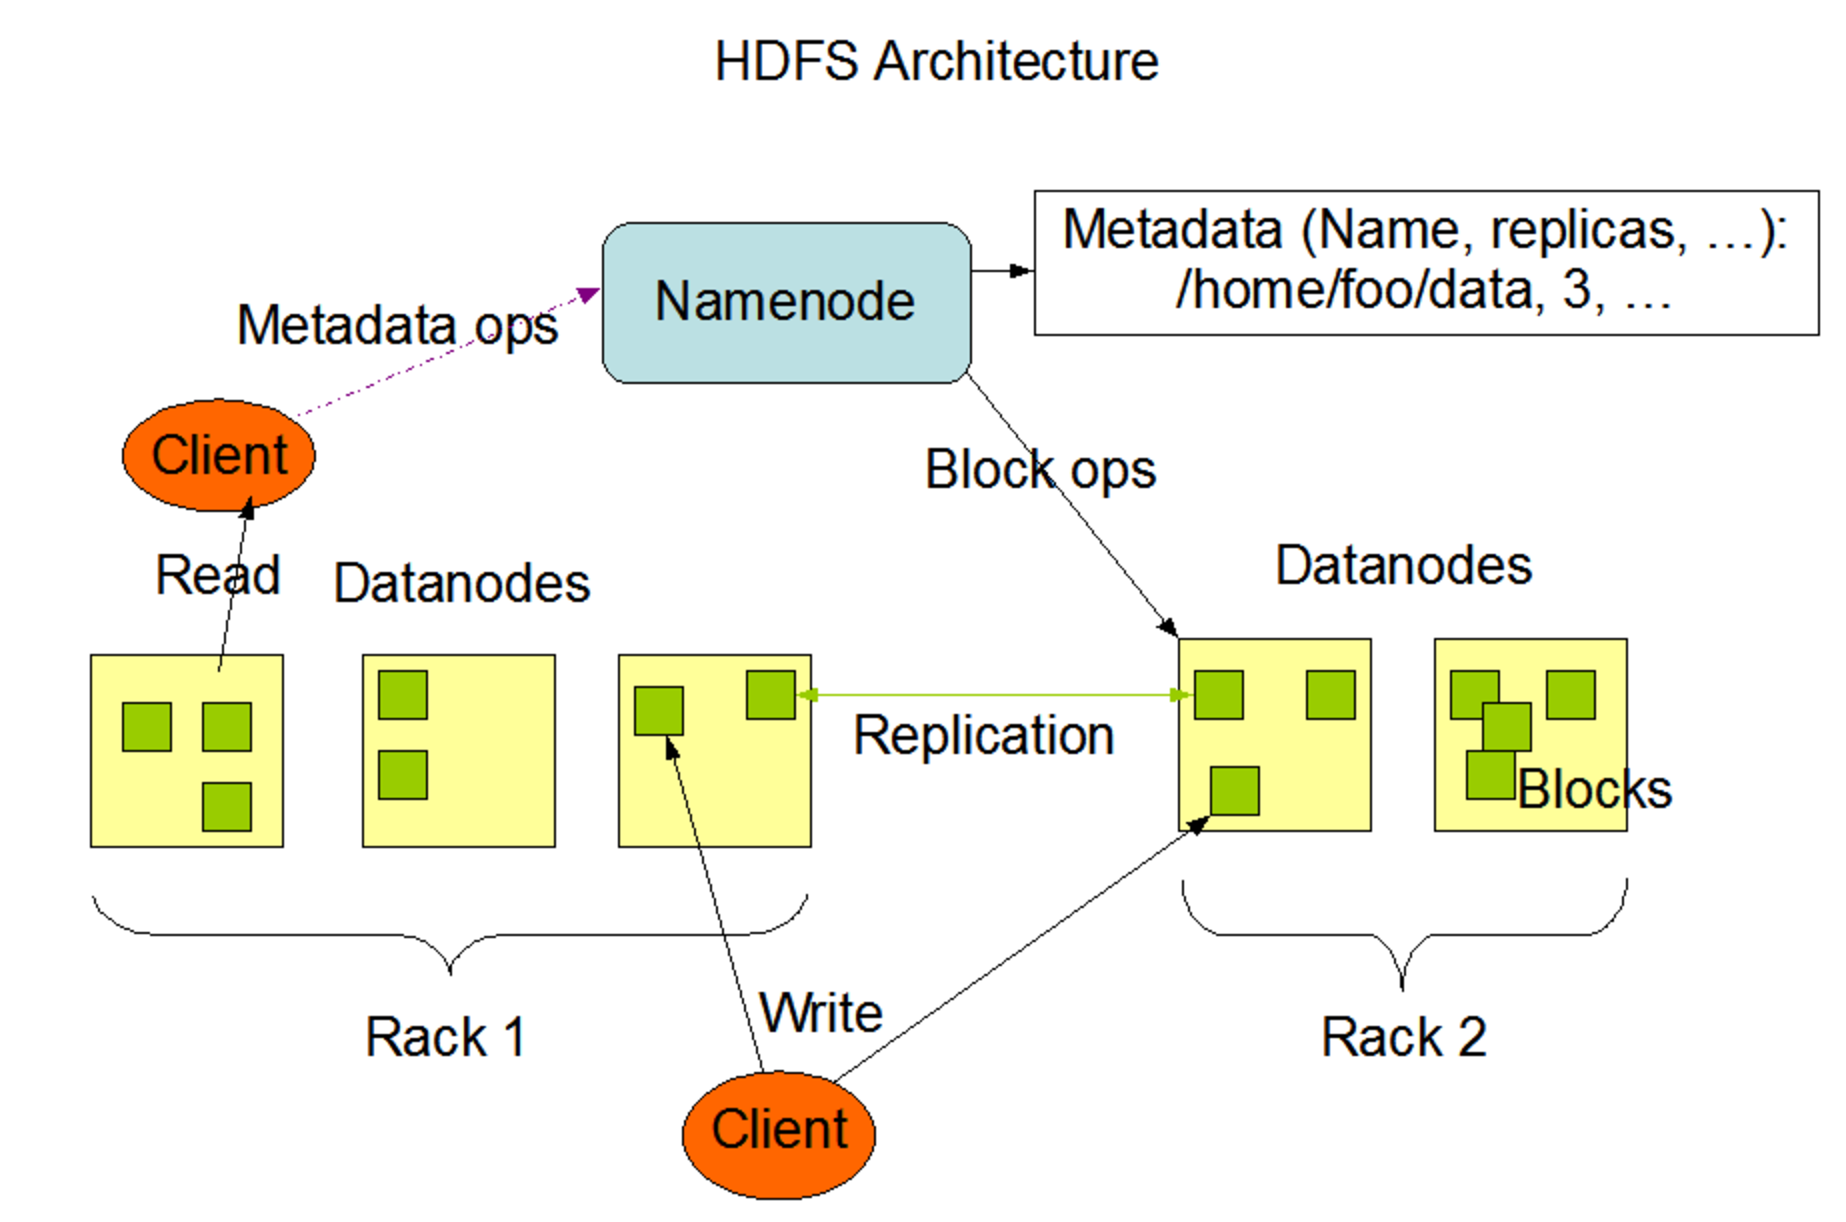 HDFS Architecture
Metadata (Name, replicas, …):
/home/foo/data, 3, …
Namenode
Metadata ops
Client
Block ops
Read
Datanodes
Datanodes
Replication
Blocks
Rack 1
Write
Rack 2
Client